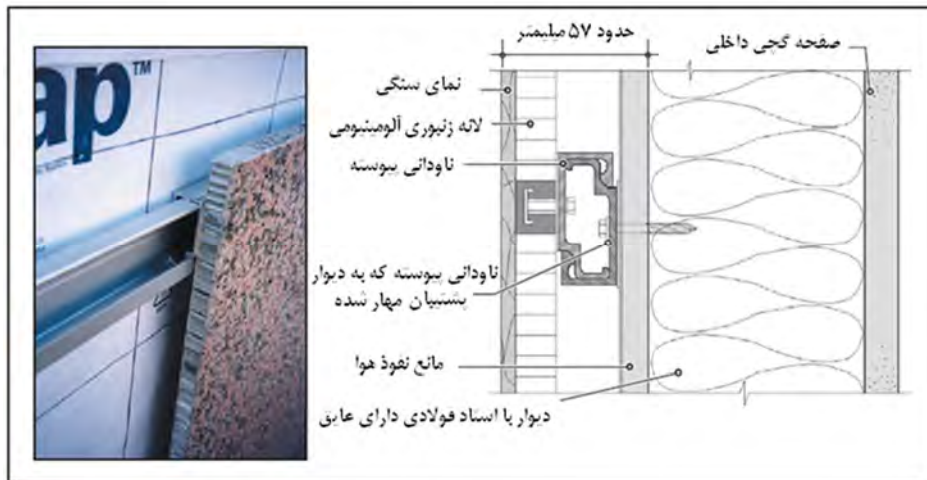 ap™
حدود ۵۷ میلیمتر
صفحه گچی داخلی
نمای سنگی
لانه زنبوری آلومینیومی
ناودانی پیوسته
ناودانی پیوسته که به دیوار
پشتیبان مهار شده
مانع نفوذ هوا
دیوار با استاد فولادی دارای عایق